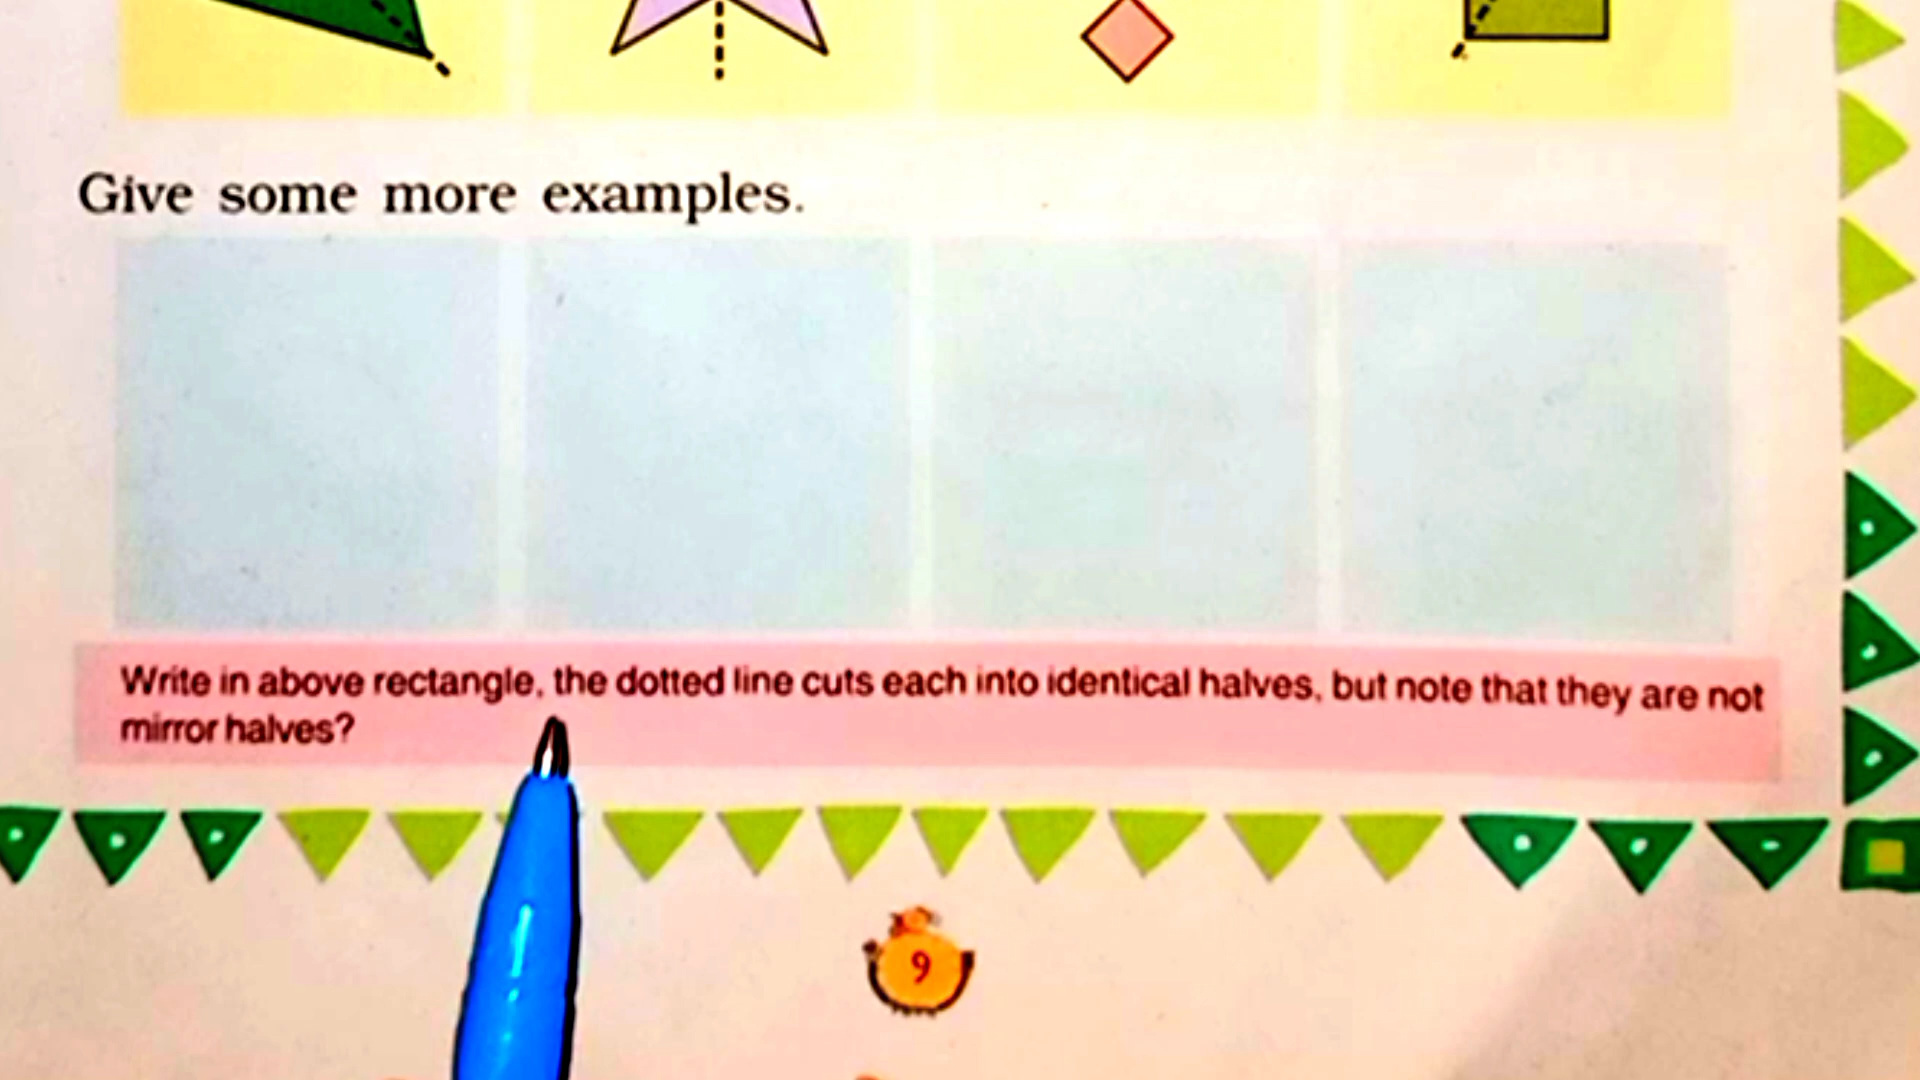 Give some more examples.
Write in above rectangle, the dotted line cuts each into identical halves, but note that they are not
mirror halves?
9